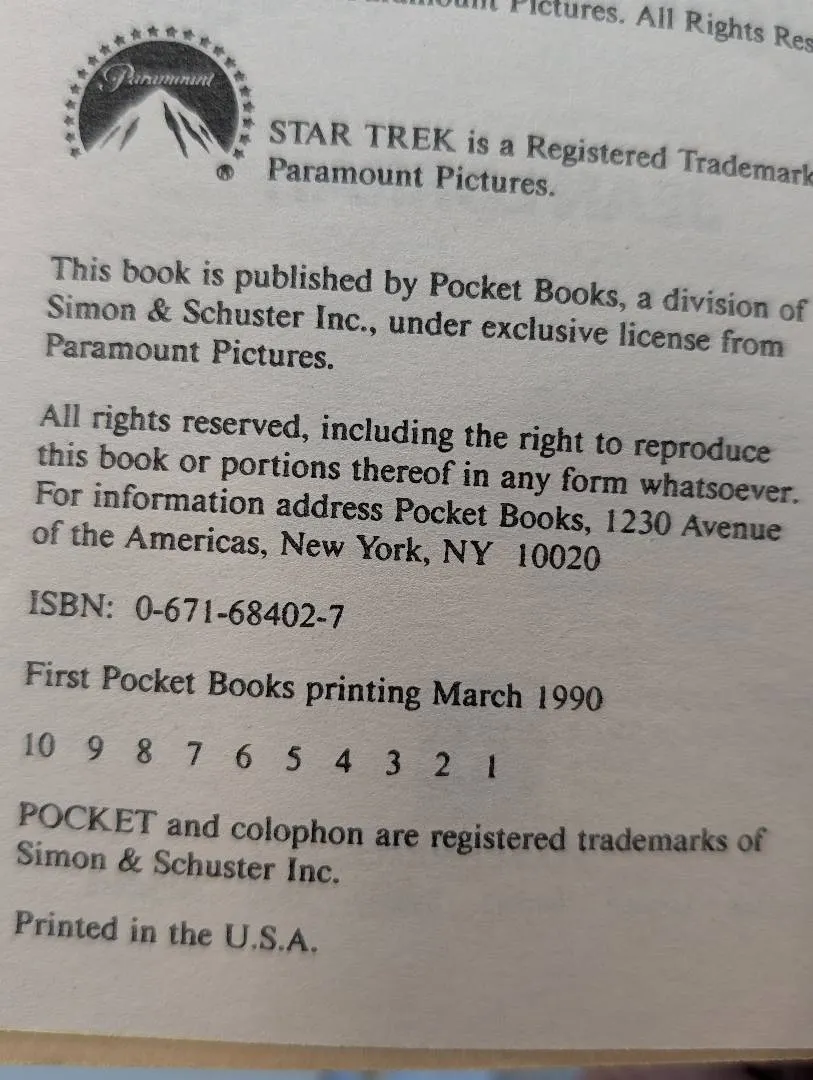 Pictures. All Rights Res
Paramount
STAR TREK is a Registered Trademark
Paramount Pictures.
®
This book is published by Pocket Books, a division of
Simon & Schuster Inc., under exclusive license from
Paramount Pictures.
All rights reserved, including the right to reproduce
this book or portions thereof in any form whatsoever.
For information address Pocket Books, 1230 Avenue
of the Americas, New York, NY 10020
ISBN: 0-671-68402-7
First Pocket Books printing March 1990
10 9 8 7 6 5 4 3 2 1
POCKET and colophon are registered trademarks of
Simon & Schuster Inc.
Printed in the U.S.A.